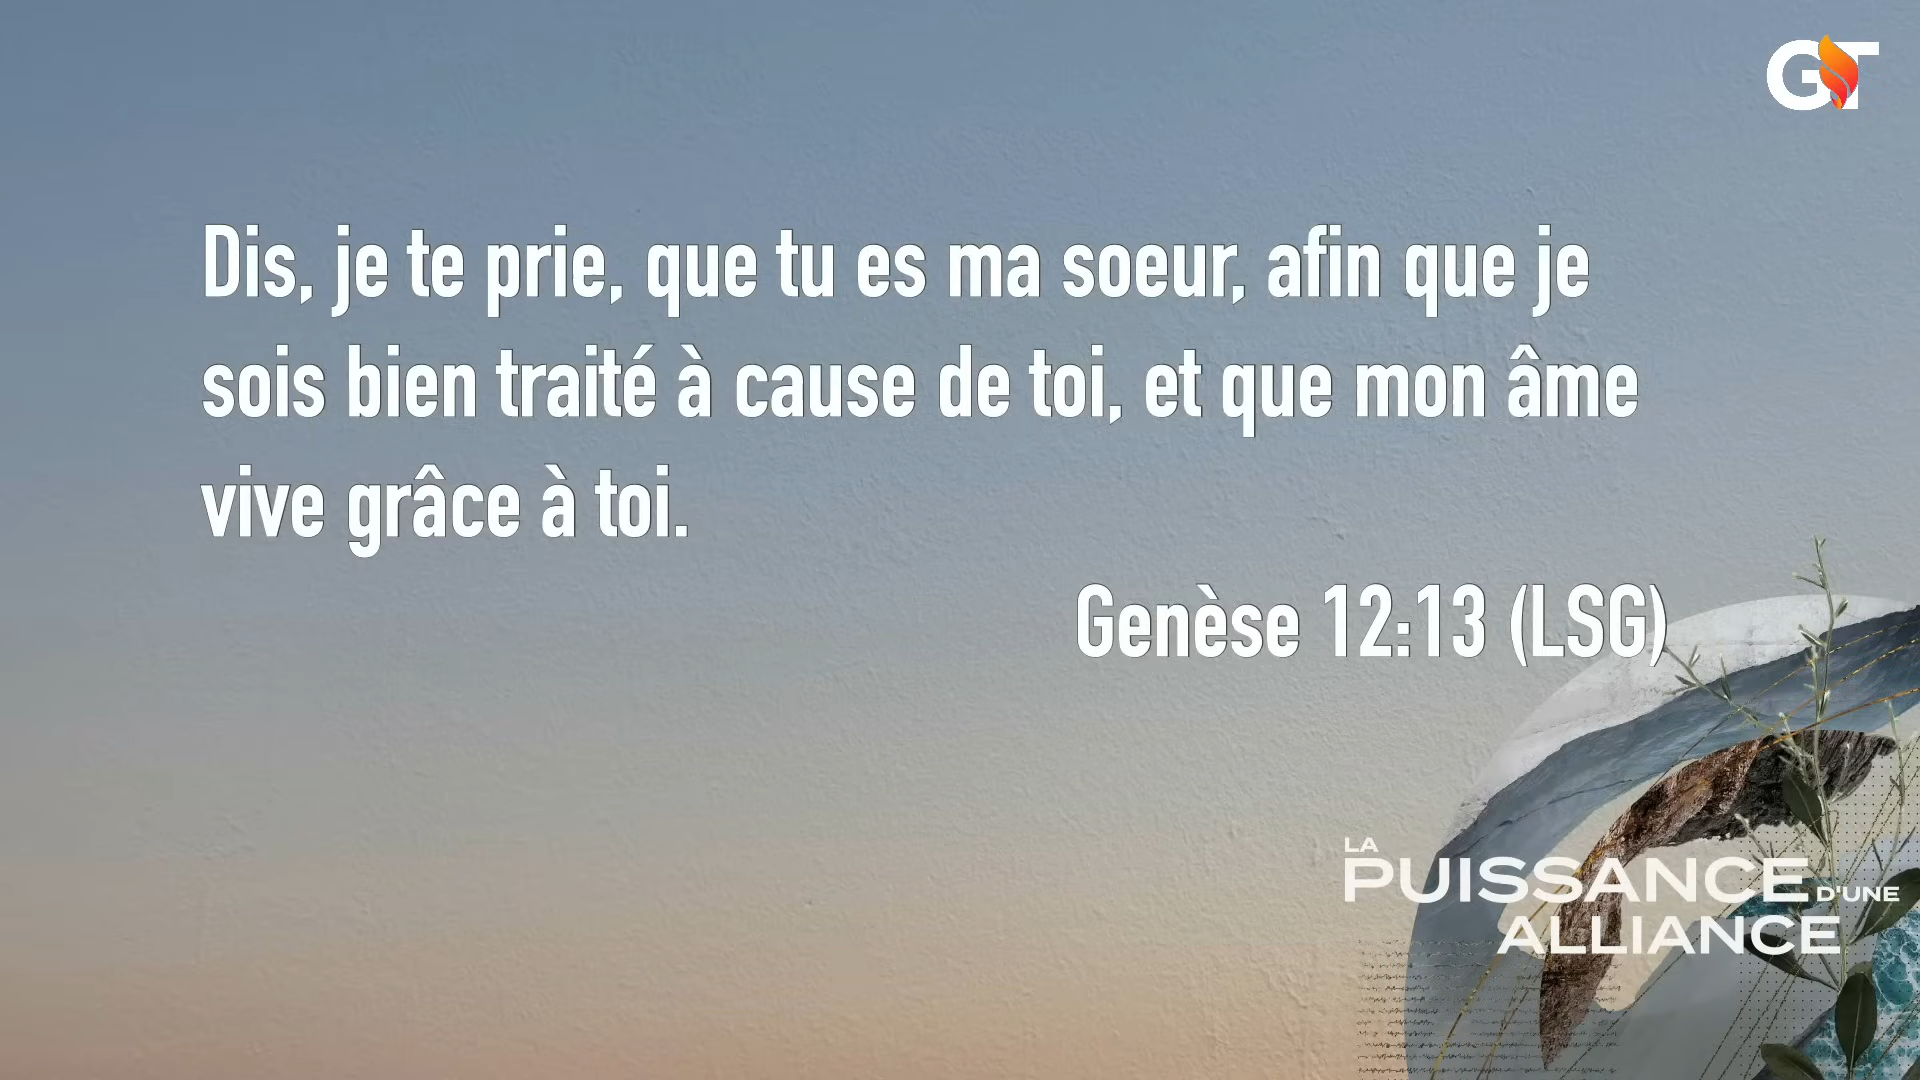 GT
Dis, je te prie, que tu es ma soeur, afin que je
sois bien traité à cause de toi, et que mon âme
vive grâce à toi.
Genèse 12:13 (LSG)
LA
PUISSANCE D'UNE
ALLIANCE